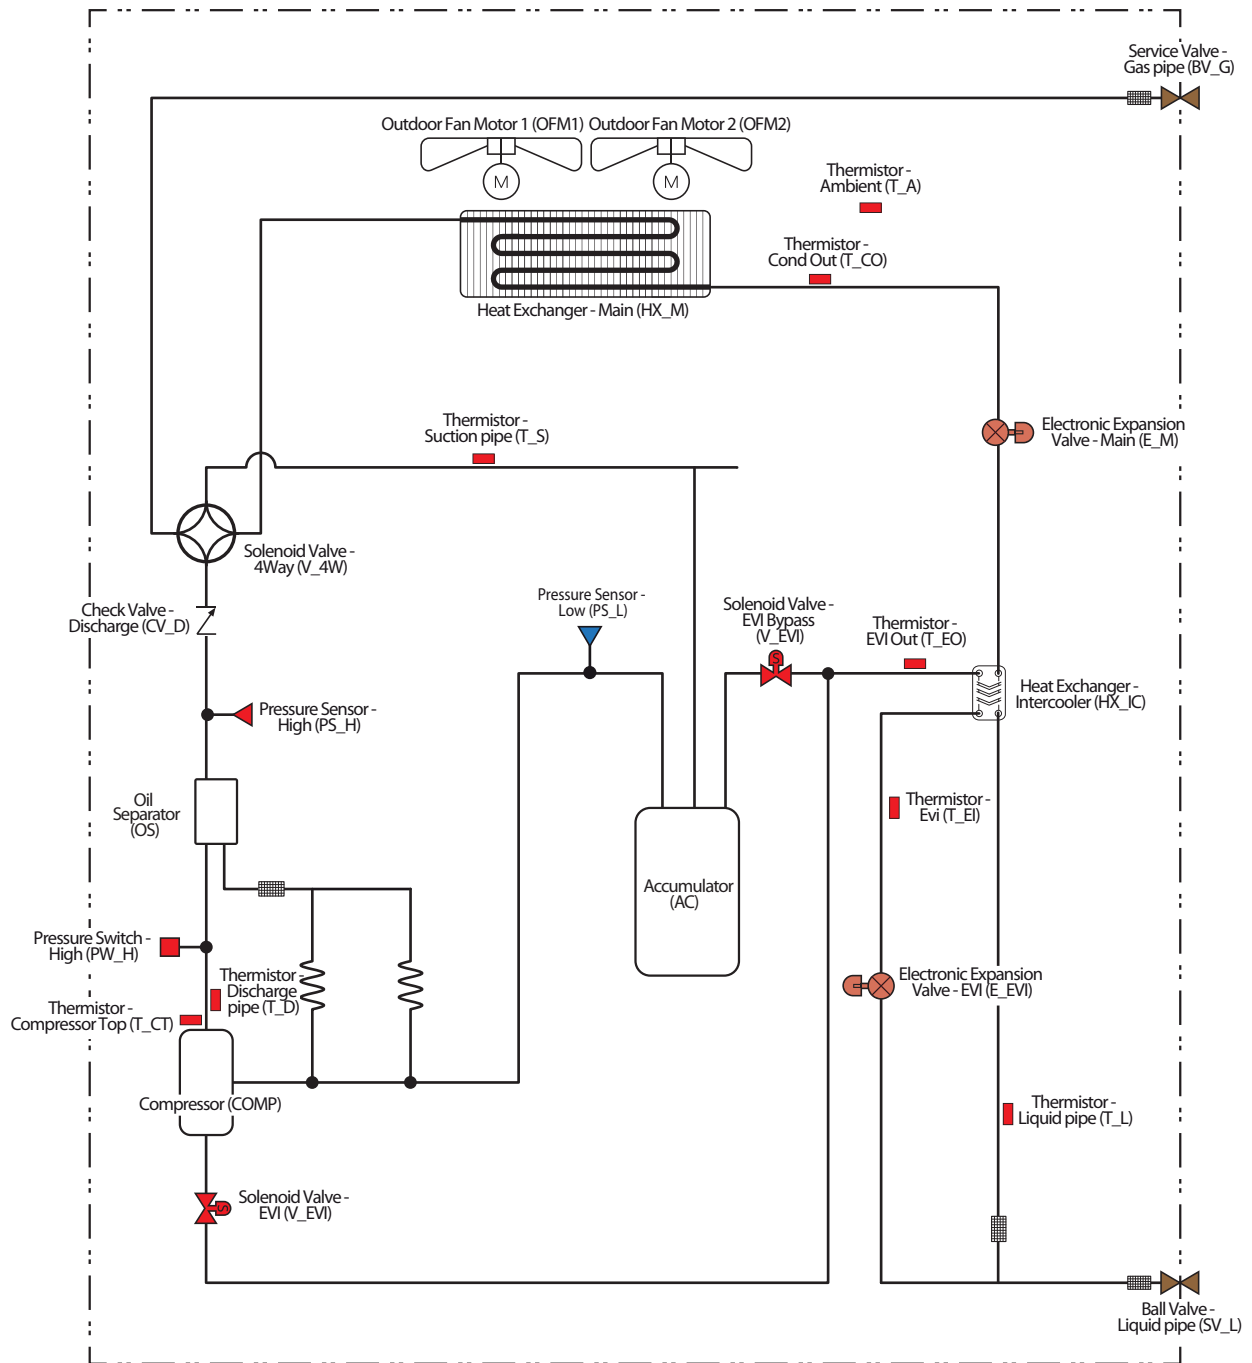 Service Valve -
Gas pipe (BV_G)
Outdoor Fan Motor 1 (OFM1)
Outdoor Fan Motor 2 (OFM2)
M
M
Thermistor -
Ambient (T_A)
Thermistor -
Cond Out (T_CO)
Heat Exchanger - Main (HX_M)
Thermistor -
Suction pipe (T_S)
Electronic Expansion
Valve - Main (E_M)
Solenoid Valve -
4Way (V_4W)
Check Valve -
Discharge (CV_D)
Pressure Sensor -
Low (PS_L)
Solenoid Valve -
EVI Bypass
(V_EVI)
S
Thermistor -
EVI Out (T_EO)
Heat Exchanger -
Intercooler (HX_IC)
Pressure Sensor -
High (PS_H)
Oil
Separator
(OS)
Thermistor -
Evi (T_EI)
Accumulator
(AC)
Pressure Switch -
High (PW_H)
Thermistor -
Discharge
pipe (T_D)
Electronic Expansion
Valve - EVI (E_EVI)
Thermistor -
Compressor Top (T_CT)
Compressor (COMP)
Thermistor -
Liquid pipe (T_L)
Solenoid Valve -
EVI (V_EVI)
S
Ball Valve -
Liquid pipe (SV_L)